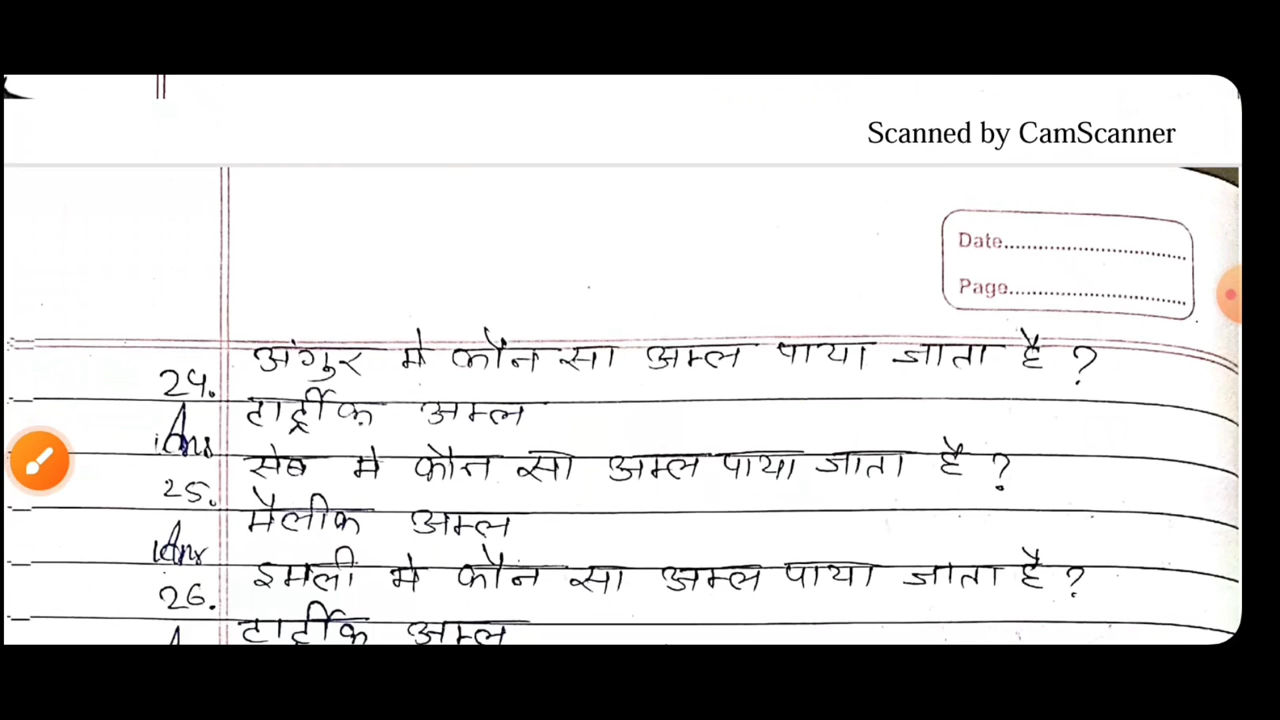 Scanned by CamScanner
Date
Page
24. अंगुर मे कौन सा अम्ल पाया जाता है ?
Ans टार्ट्रीक अम्ल
25. सेब मे कौन सा अम्ल पाया जाता है ?
Ans मैलीक अम्ल
26. इमली मे कौन सा अम्ल पाया जाता है ?
टार्ट्रीक अम्ल